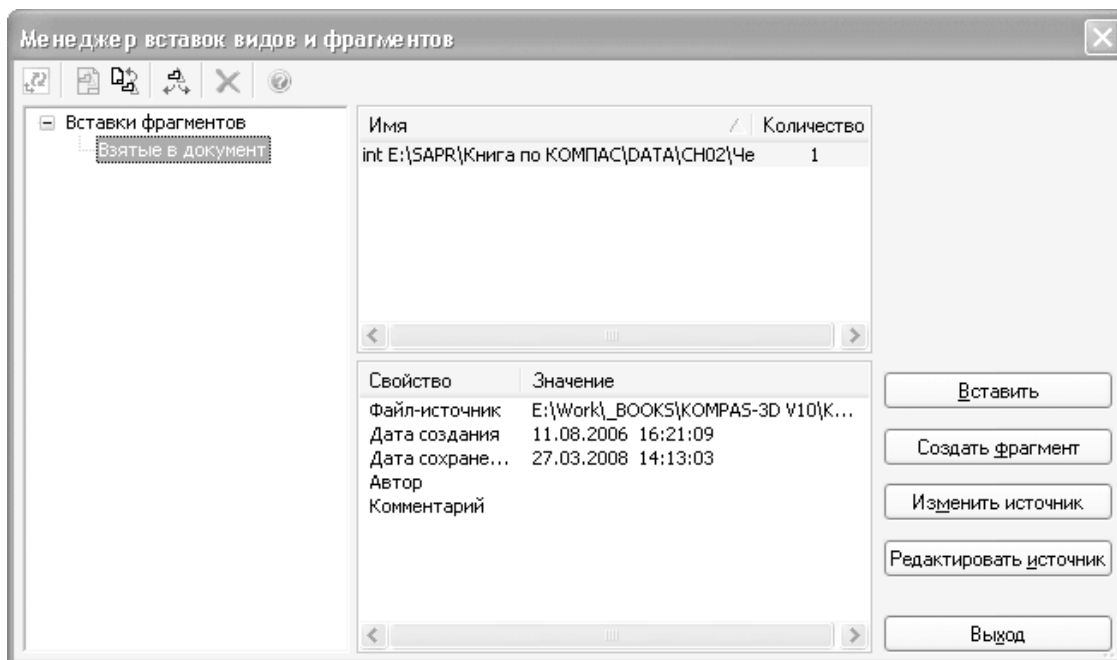 Менеджер вставок видов и фрагментов
Вставки фрагментов
Взятые в документ
Имя Количество
int E:\SAPR\Книга по КОМПАС\DATA\CH02\Че 1
Свойство Значение
Файл-источник E:\Work\_BOOKS\KOMPAS-3D V10\K...
Дата создания 11.08.2006 16:21:09
Дата сохране... 27.03.2008 14:13:03
Автор
Комментарий
Вставить
Создать фрагмент
Изменить источник
Редактировать источник
Выход